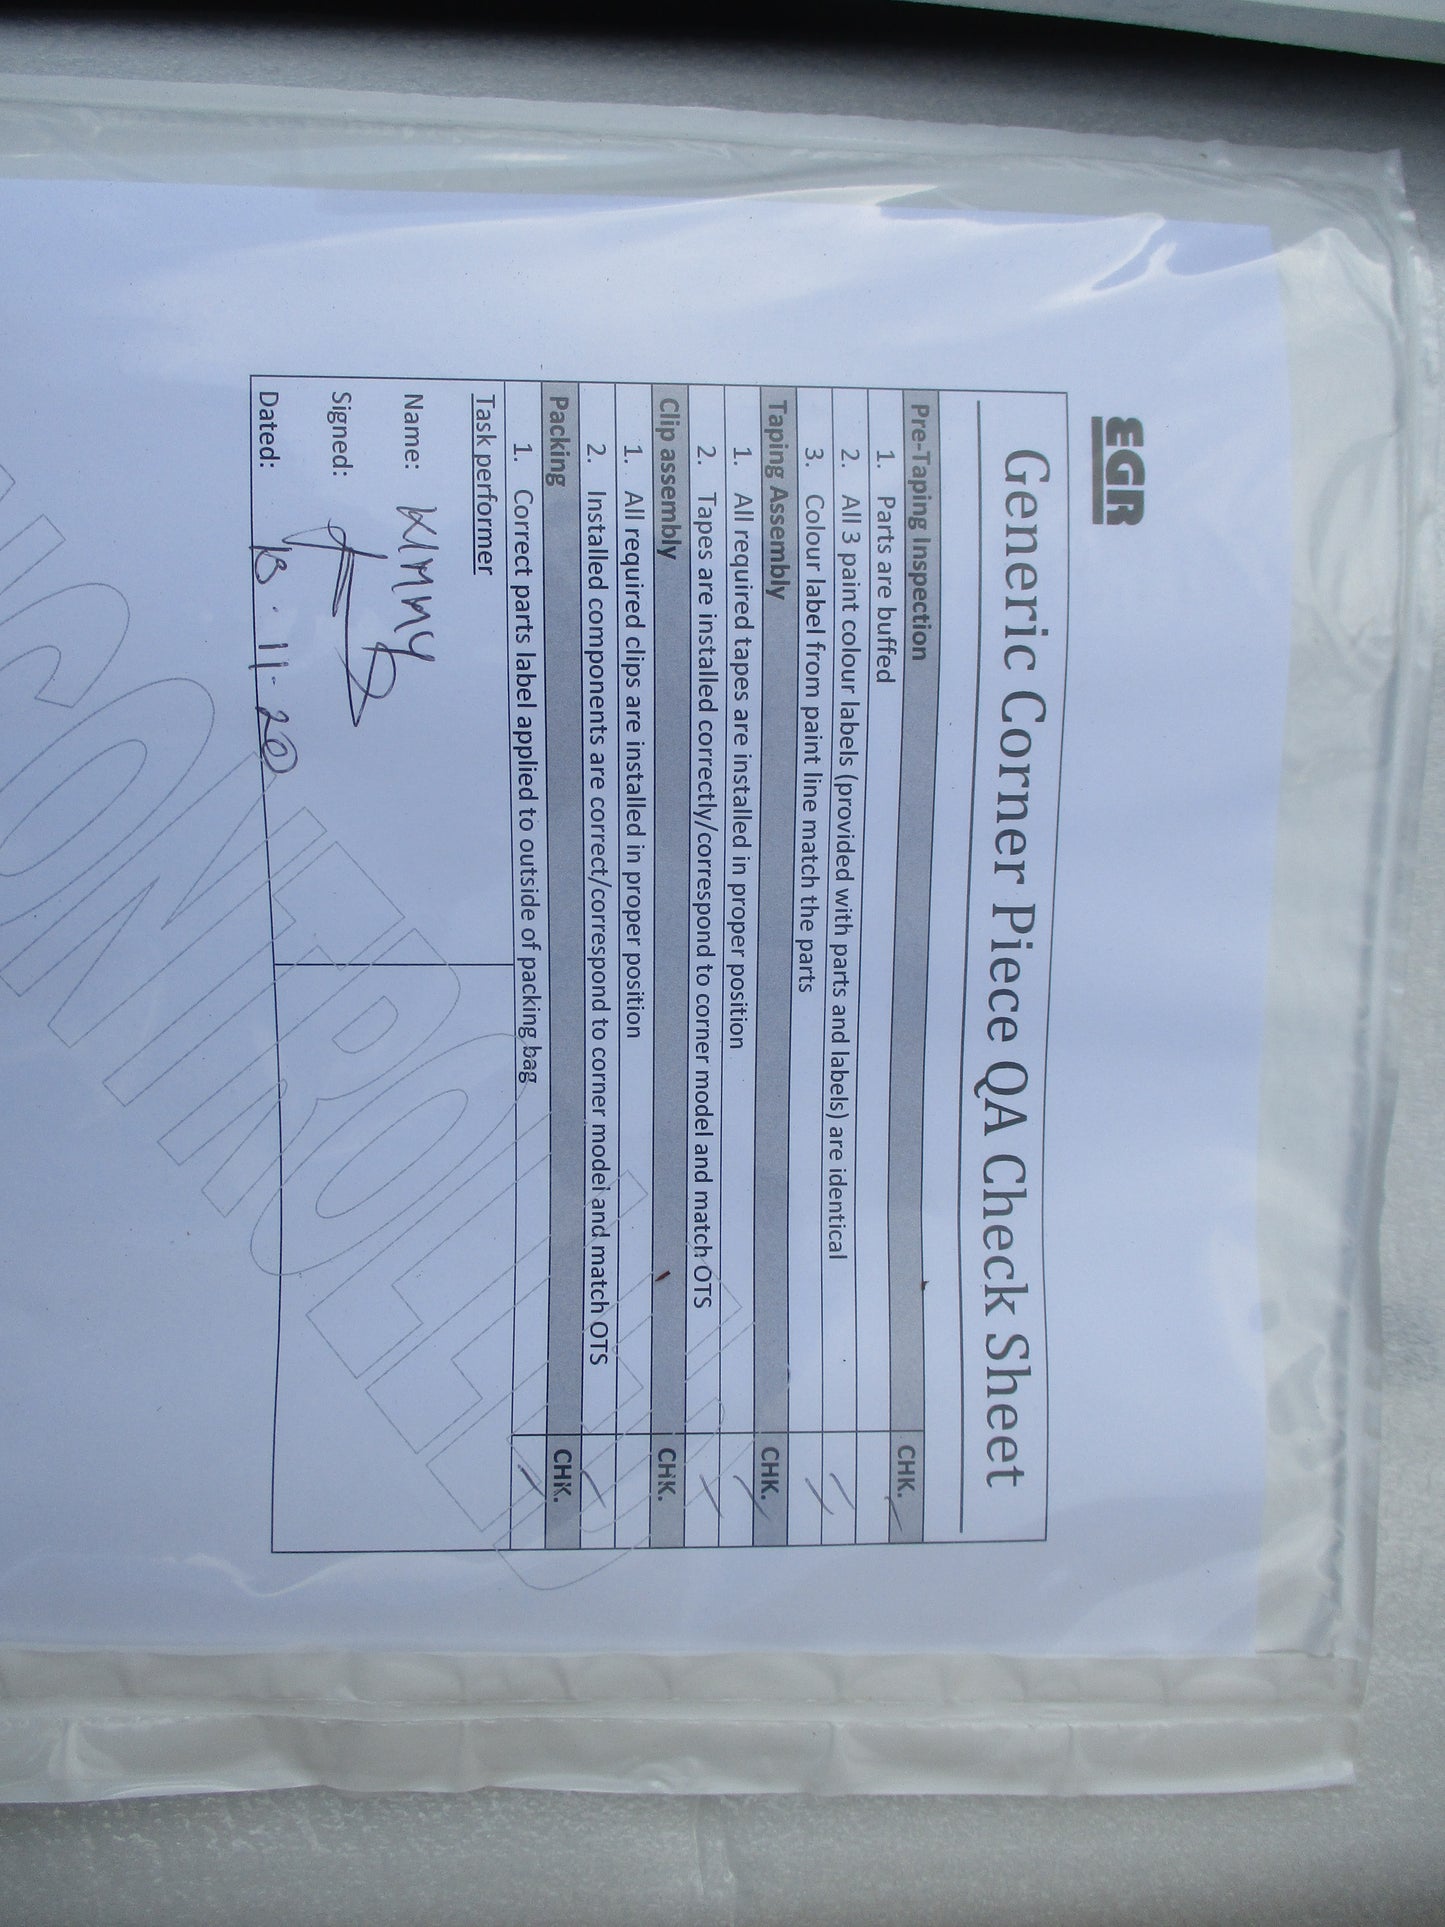 EGR
Generic Corner Piece QA Check Sheet
Pre-Taping Inspection CHK.
1. Parts are buffed
2. All 3 paint colour labels (provided with parts and labels) are identical
3. Colour label from paint line match the parts
Taping Assembly CHK.
1. All required tapes are installed in proper position
2. Tapes are installed correctly/correspond to corner model and match OTS
Clip assembly CHK.
1. All required clips are installed in proper position
2. Installed components are correct/correspond to corner model and match OTS
Packing CHK.
1. Correct parts label applied to outside of packing bag
Task performer
Name: KIMMY
Signed:
Dated: 18.11.20
UNCONTROLLED